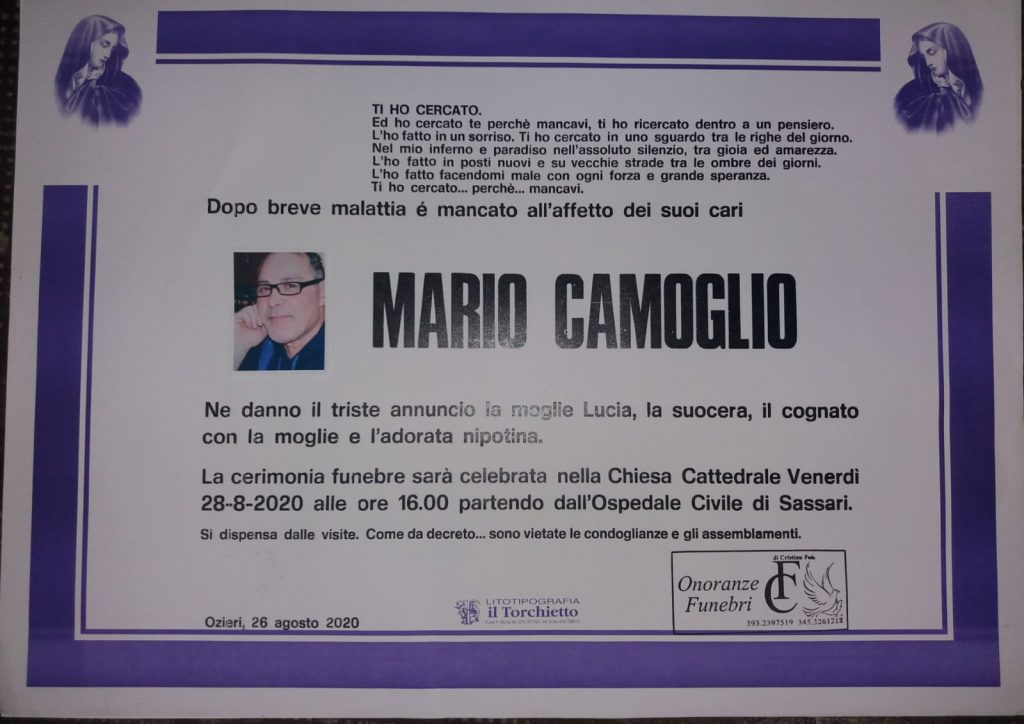 TI HO CERCATO.
Ed ho cercato te perchè mancavi, ti ho ricercato dentro a un pensiero.
L'ho fatto in un sorriso. Ti ho cercato in uno sguardo tra le righe del giorno.
Nel mio inferno e paradiso nell'assoluto silenzio, tra gioia ed amarezza.
L'ho fatto in posti nuovi e su vecchie strade tra le ombre dei giorni.
L'ho fatto facendomi male con ogni forza e grande speranza.
Ti ho cercato... perchè... mancavi.
Dopo breve malattia é mancato all'affetto dei suoi cari
MARIO CAMOGLIO
Ne danno il triste annuncio la moglie Lucia, la suocera, il cognato
con la moglie e l'adorata nipotina.
La cerimonia funebre sarà celebrata nella Chiesa Cattedrale Venerdì
28-8-2020 alle ore 16.00 partendo dall'Ospedale Civile di Sassari.
Si dispensa dalle visite. Come da decreto... sono vietate le condoglianze e gli assemblamenti.
di Cristian
Onoranze
Funebri
FC
393.2397519 345.3261218
LITOTIPOGRAFIA
il Torchietto
Ozieri, 26 agosto 2020